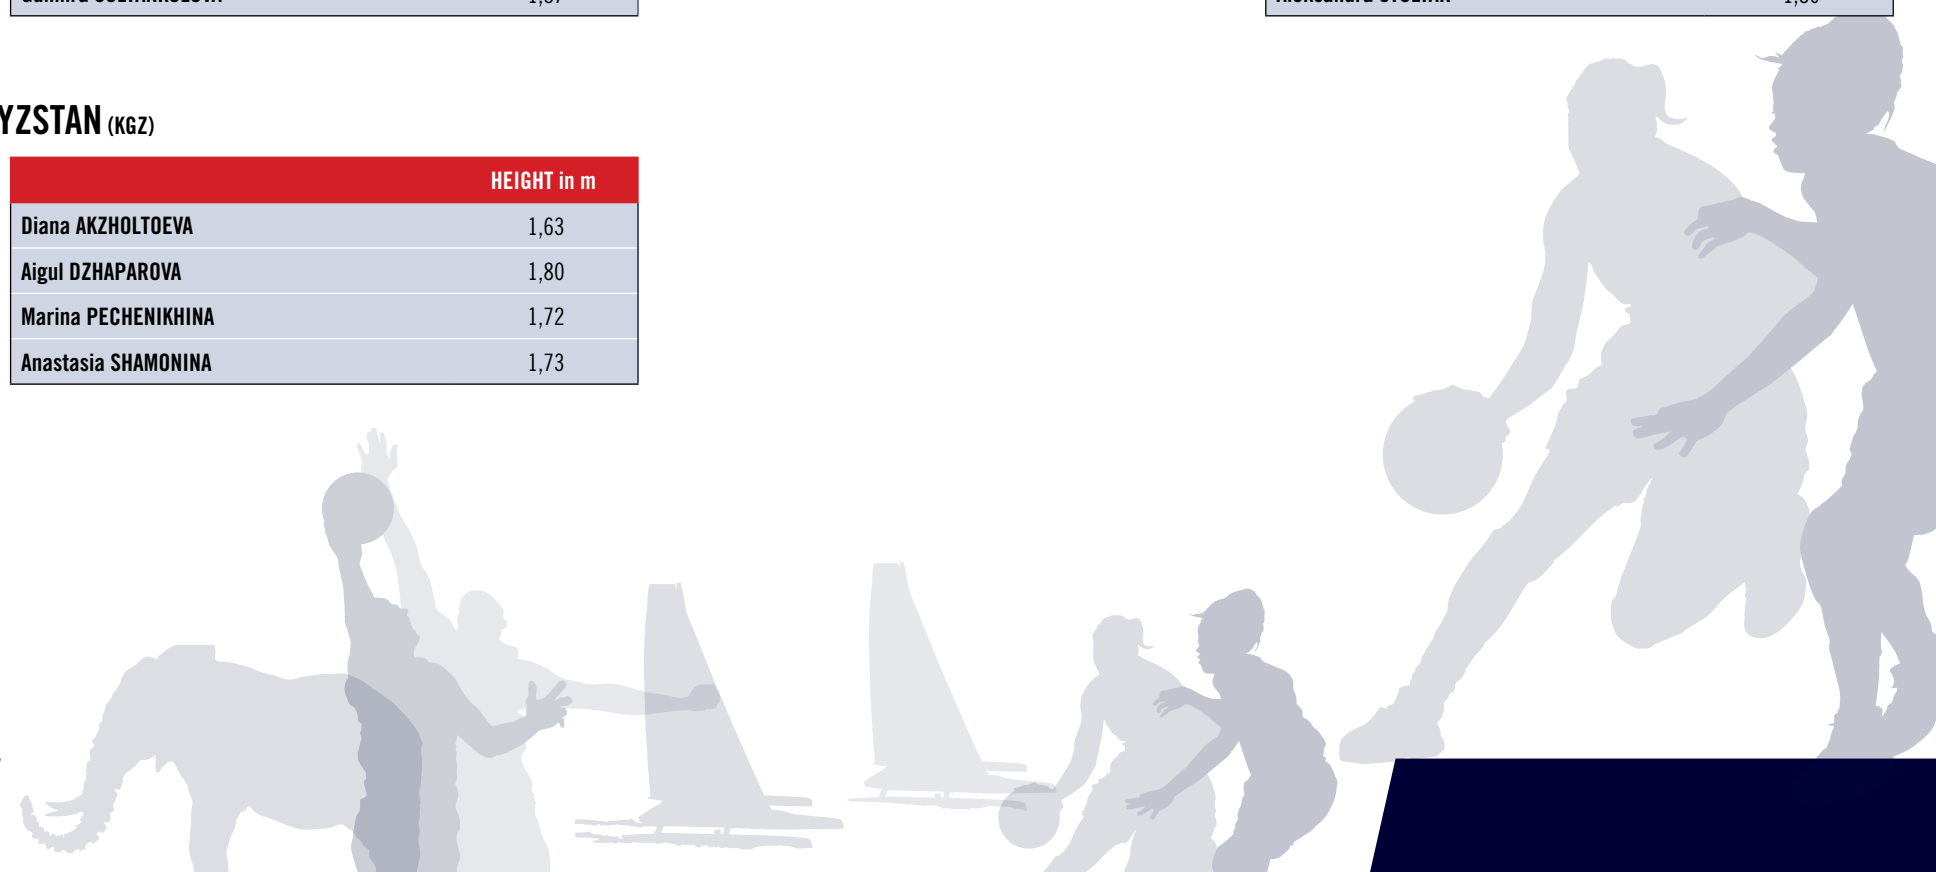 YZSTAN (KGZ)
HEIGHT in m
Diana AKZHOLTOEVA 1,63
Aigul DZHAPAROVA 1,80
Marina PECHENIKHINA 1,72
Anastasia SHAMONINA 1,73